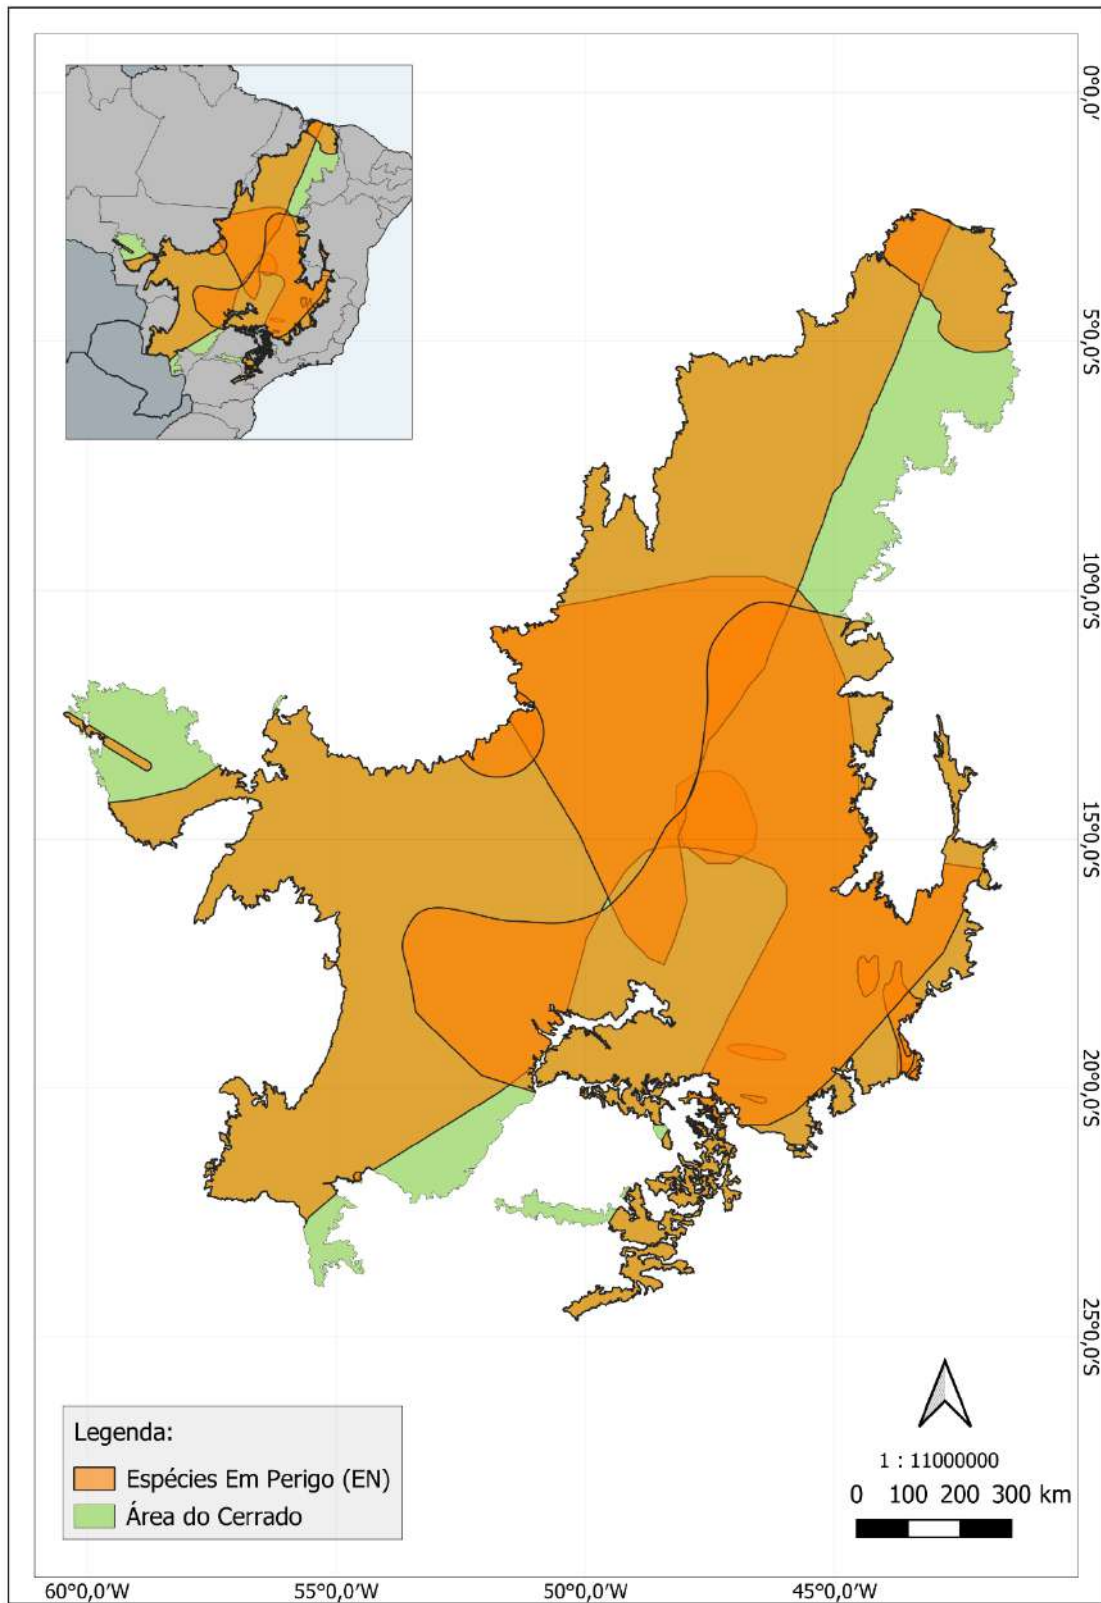 0°0,0'
5°0,0'S
10°0,0'S
15°0,0'S
20°0,0'S
25°0,0'S
Legenda:
Espécies Em Perigo (EN)
Área do Cerrado
1 : 11000000
0 100 200 300 km
60°0,0'W 55°0,0'W 50°0,0'W 45°0,0'W